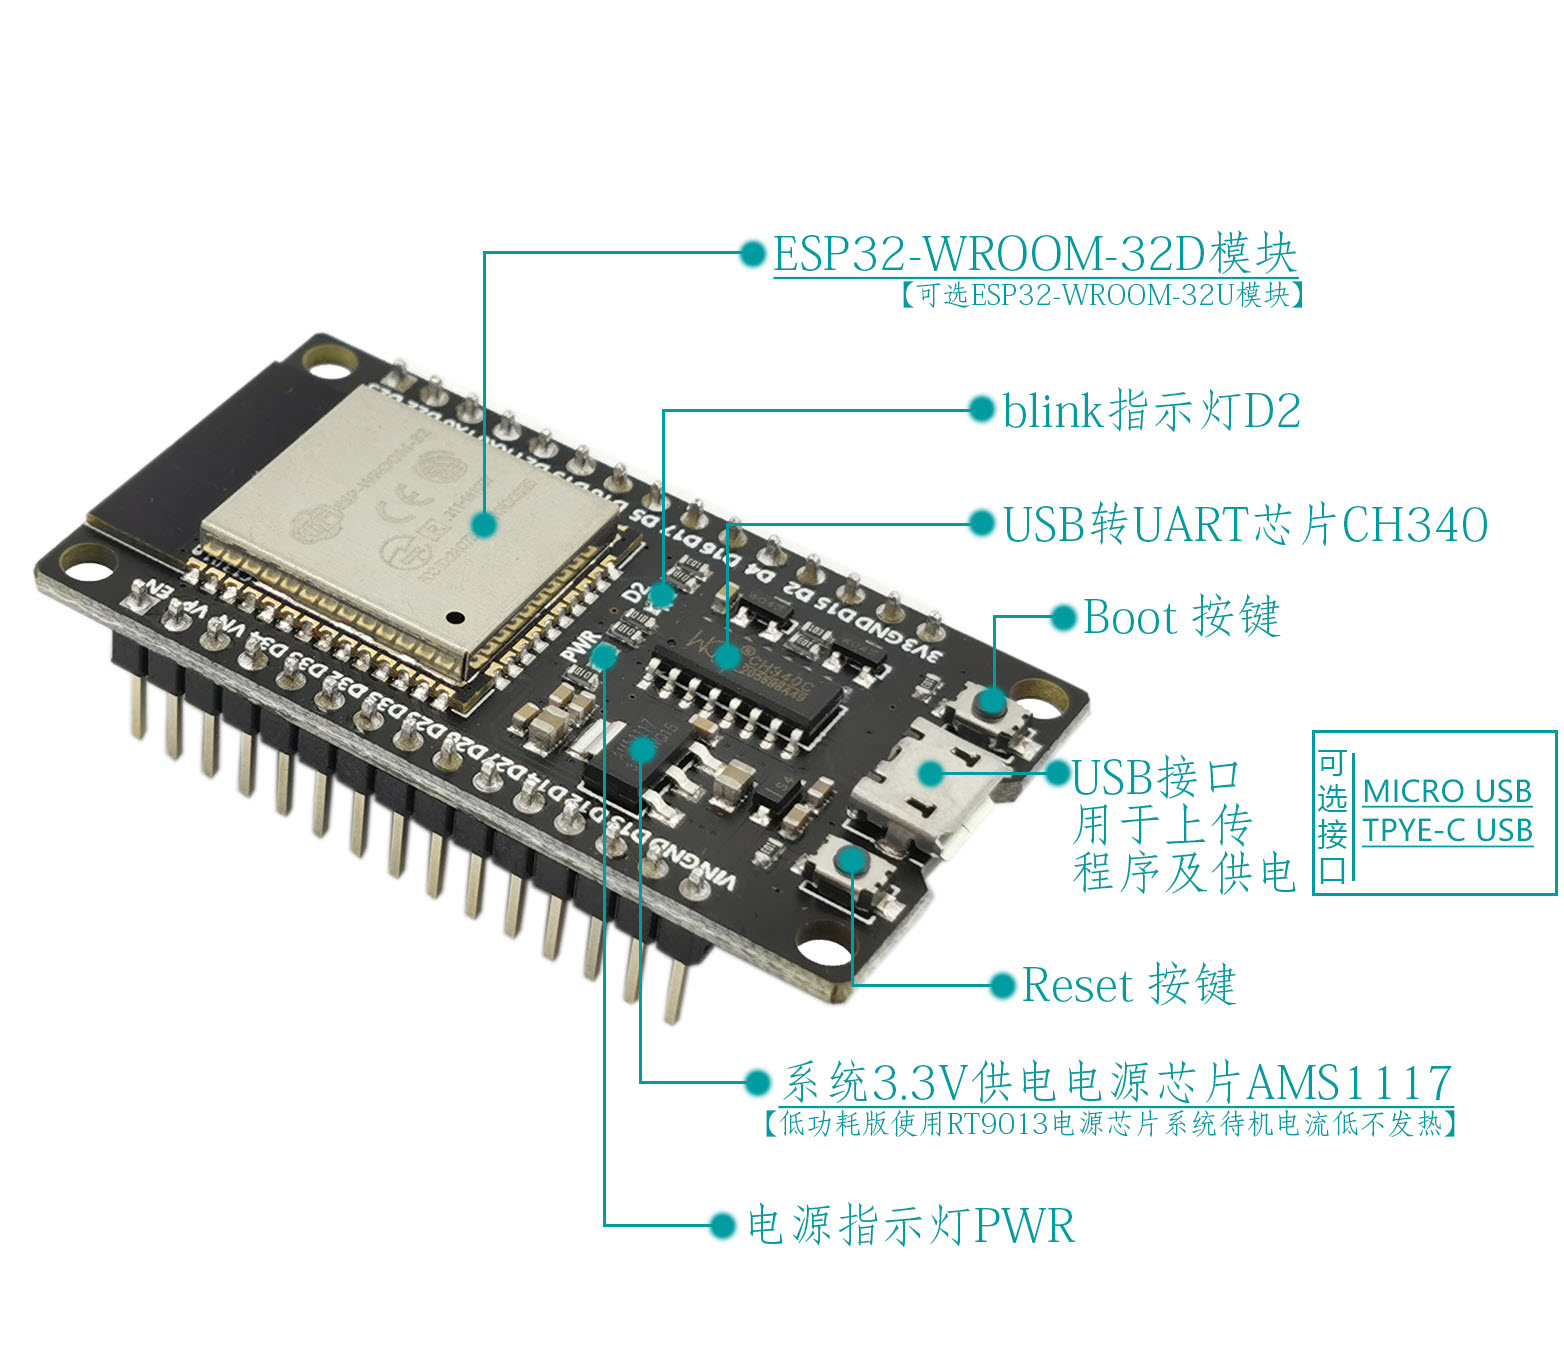 ESP32-WROOM-32D模块
【可选ESP32-WROOM-32U模块】
blink指示灯D2
USB转UART芯片CH340
Boot 按键
USB接口
用于上传
程序及供电
可选接口
MICRO USB
TPYE-C USB
Reset 按键
系统3.3V供电电源芯片AMS1117
【低功耗版使用RT9013电源芯片系统待机电流低不发热】
电源指示灯PWR
ESP-WROOM-32
CE
D5 D17 D16 D4 D2 D15 GND 3V3
D2
PWR
CH340C
EN VP VN D34 D35 D32 D33 D25 D26 D27 D14 D12 D13 GND VIN